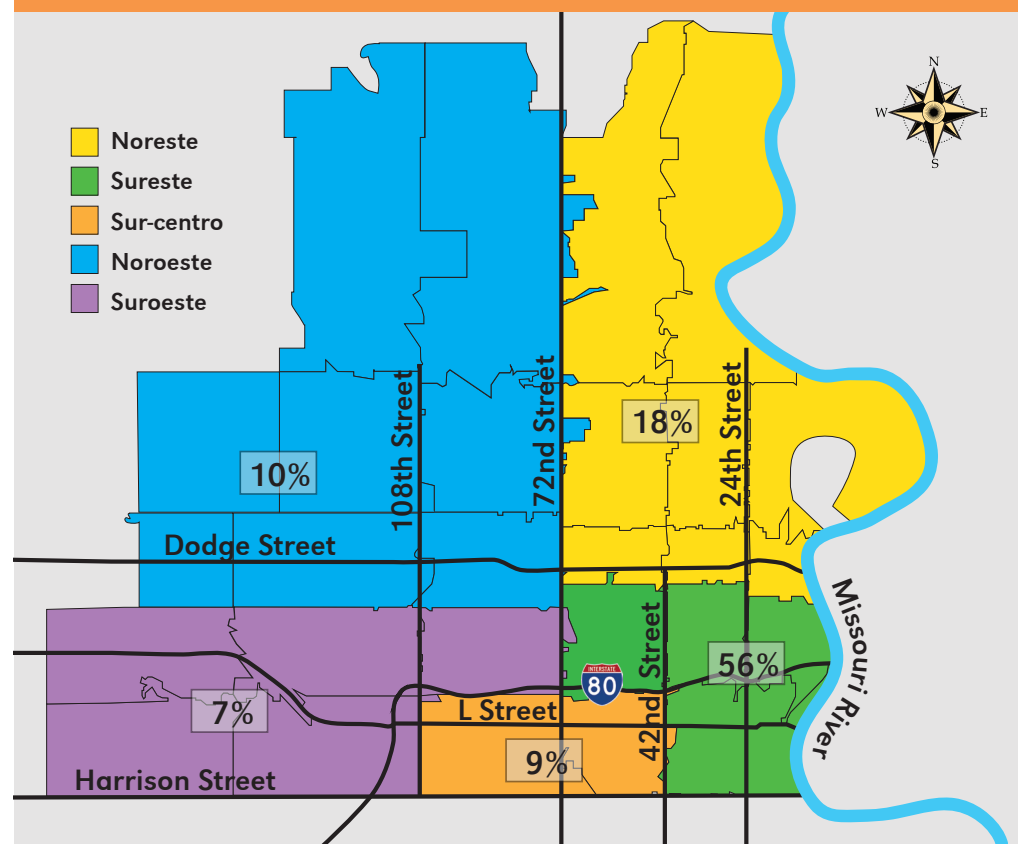 N
W
E
S
Noreste
Sureste
Sur-centro
Noroeste
Suroeste
108th Street
72nd Street
24th Street
18%
10%
Dodge Street
42nd Street
Missouri River
56%
INTERSTATE
80
7%
L Street
9%
Harrison Street